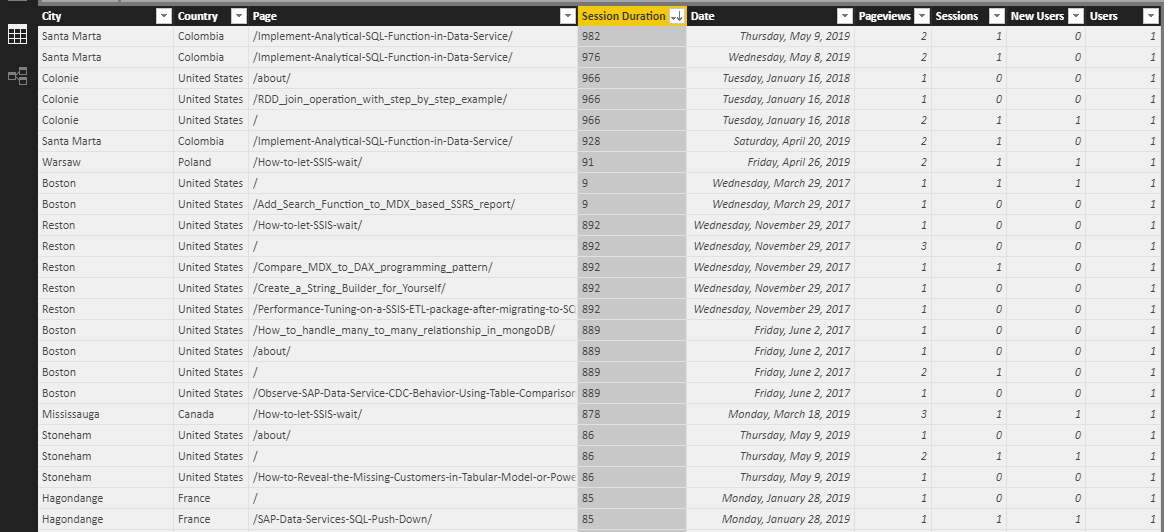 City Country Page Session Duration Date Pageviews Sessions New Users Users
Santa Marta Colombia /Implement-Analytical-SQL-Function-in-Data-Service/ 982 Thursday, May 9, 2019 2 1 0 1
Santa Marta Colombia /Implement-Analytical-SQL-Function-in-Data-Service/ 976 Wednesday, May 8, 2019 2 1 0 1
Colonie United States /about/ 966 Tuesday, January 16, 2018 1 0 0 1
Colonie United States /RDD_join_operation_with_step_by_step_example/ 966 Tuesday, January 16, 2018 1 0 0 1
Colonie United States / 966 Tuesday, January 16, 2018 2 1 1 1
Santa Marta Colombia /Implement-Analytical-SQL-Function-in-Data-Service/ 928 Saturday, April 20, 2019 2 1 0 1
Warsaw Poland /How-to-let-SSIS-wait/ 91 Friday, April 26, 2019 2 1 1 1
Boston United States / 9 Wednesday, March 29, 2017 1 1 1 1
Boston United States /Add_Search_Function_to_MDX_based_SSRS_report/ 9 Wednesday, March 29, 2017 1 0 0 1
Reston United States /How-to-let-SSIS-wait/ 892 Wednesday, November 29, 2017 1 0 0 1
Reston United States / 892 Wednesday, November 29, 2017 3 0 0 1
Reston United States /Compare_MDX_to_DAX_programming_pattern/ 892 Wednesday, November 29, 2017 1 1 0 1
Reston United States /Create_a_String_Builder_for_Yourself/ 892 Wednesday, November 29, 2017 1 0 0 1
Reston United States /Performance-Tuning-on-a-SSIS-ETL-package-after-migrating-to-SQ 892 Wednesday, November 29, 2017 1 0 0 1
Boston United States /How_to_handle_many_to_many_relationship_in_mongoDB/ 889 Friday, June 2, 2017 1 0 0 1
Boston United States /about/ 889 Friday, June 2, 2017 1 0 0 1
Boston United States / 889 Friday, June 2, 2017 2 1 0 1
Boston United States /Observe-SAP-Data-Service-CDC-Behavior-Using-Table-Comparison 889 Friday, June 2, 2017 1 0 0 1
Mississauga Canada /How-to-let-SSIS-wait/ 878 Monday, March 18, 2019 3 1 1 1
Stoneham United States /about/ 86 Thursday, May 9, 2019 1 0 0 1
Stoneham United States / 86 Thursday, May 9, 2019 2 1 1 1
Stoneham United States /How-to-Reveal-the-Missing-Customers-in-Tabular-Model-or-Powe 86 Thursday, May 9, 2019 1 0 0 1
Hagondange France / 85 Monday, January 28, 2019 1 0 0 1
Hagondange France /SAP-Data-Services-SQL-Push-Down/ 85 Monday, January 28, 2019 1 1 1 1